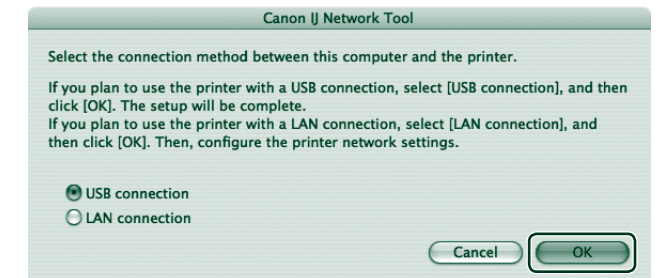 Canon IJ Network Tool
Select the connection method between this computer and the printer.
If you plan to use the printer with a USB connection, select [USB connection], and then
click [OK]. The setup will be complete.
If you plan to use the printer with a LAN connection, select [LAN connection], and
then click [OK]. Then, configure the printer network settings.
USB connection
LAN connection
Cancel OK